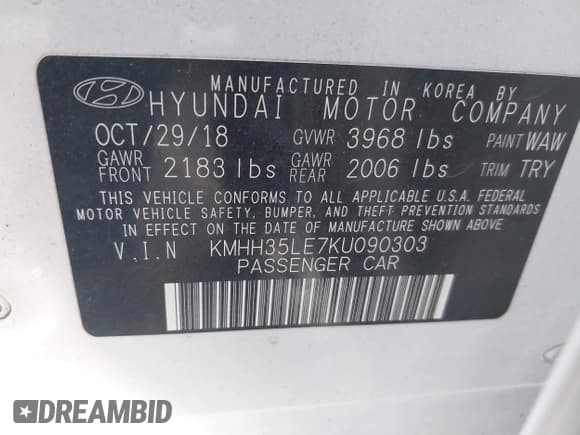 MANUFACTURED IN KOREA BY
HYUNDAI MOTOR COMPANY
OCT/29/18 GVWR 3968 lbs PAINT WAW
GAWR FRONT 2183 lbs GAWR REAR 2006 lbs TRIM TRY
THIS VEHICLE CONFORMS TO ALL APPLICABLE U.S.A. FEDERAL
MOTOR VEHICLE SAFETY, BUMPER, AND THEFT PREVENTION STANDARDS
IN EFFECT ON THE DATE OF MANUFACTURE SHOWN ABOVE
V.I.N KMHH35LE7KU090303
PASSENGER CAR
DREAMBID